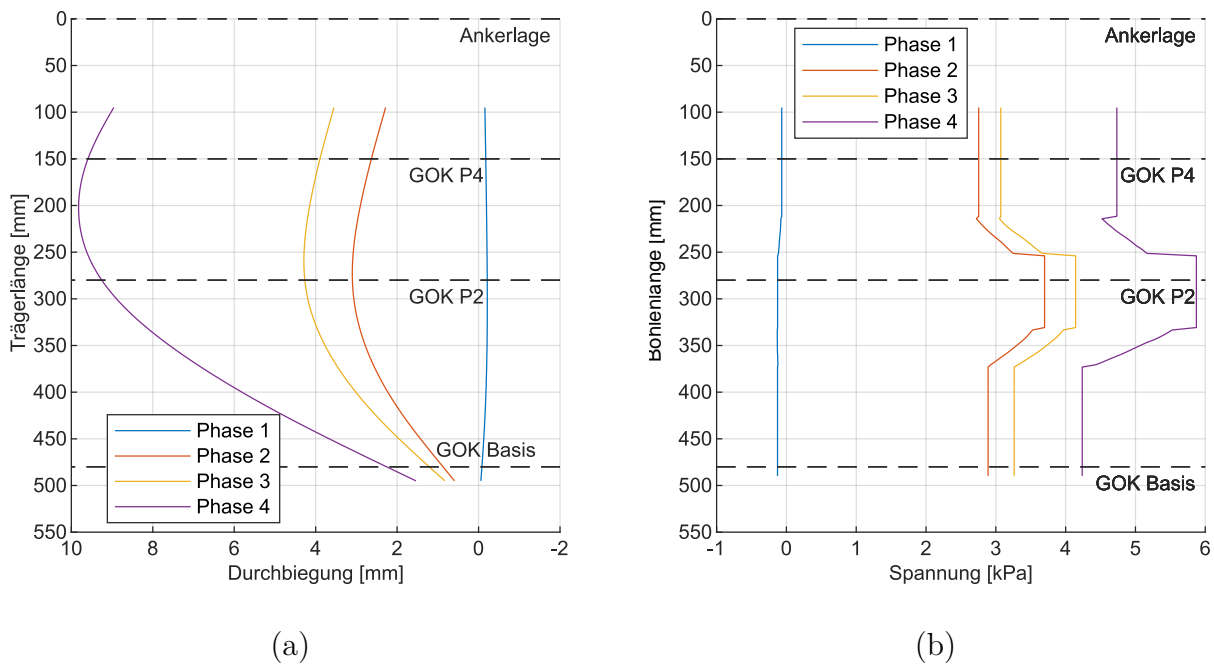 0
50
100
150
200
250
300
350
400
450
500
550
10
8
6
4
2
0
-2
Trägerlänge [mm]
Durchbiegung [mm]
Ankerlage
GOK P4
GOK P2
GOK Basis
Phase 1
Phase 2
Phase 3
Phase 4
(a)
0
50
100
150
200
250
300
350
400
450
500
550
-1
0
1
2
3
4
5
6
Bohlenlänge [mm]
Spannung [kPa]
Phase 1
Phase 2
Phase 3
Phase 4
Ankerlage
GOK P4
GOK P2
GOK Basis
(b)